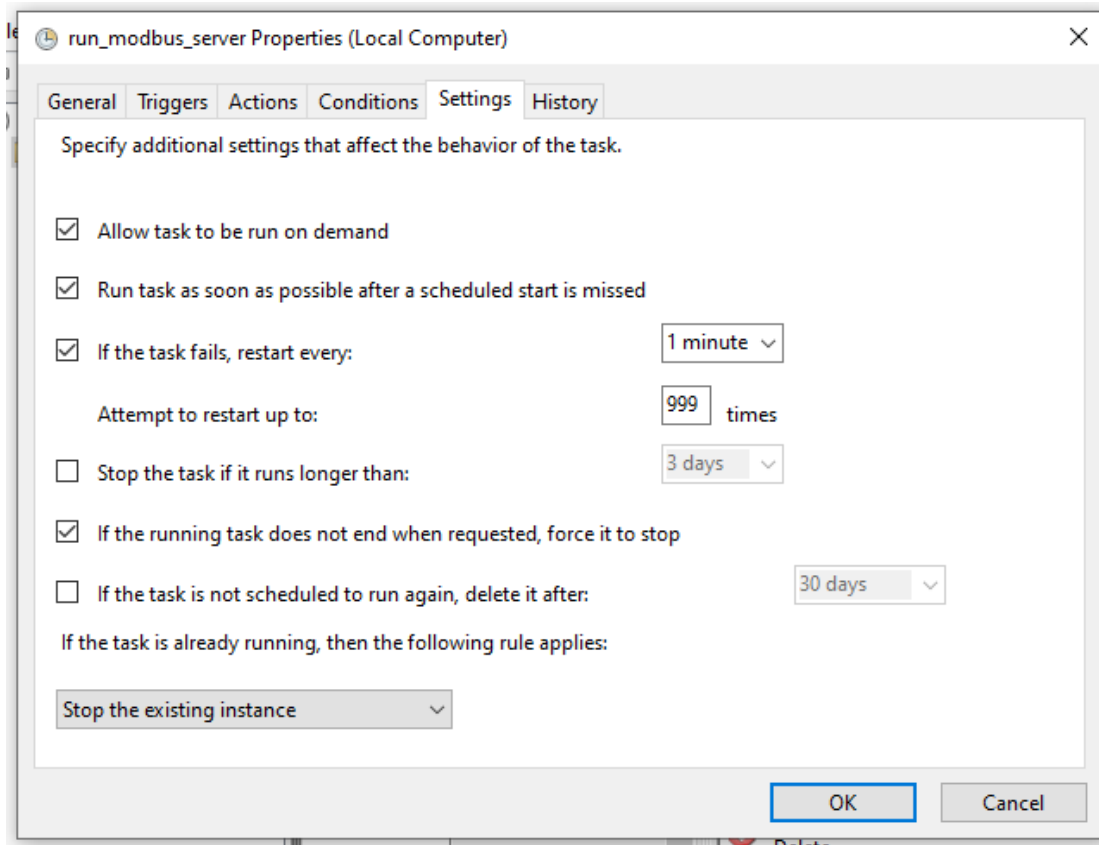 le
run_modbus_server Properties (Local Computer)
General Triggers Actions Conditions Settings History
Specify additional settings that affect the behavior of the task.
Allow task to be run on demand
Run task as soon as possible after a scheduled start is missed
If the task fails, restart every: 1 minute
Attempt to restart up to: 999 times
Stop the task if it runs longer than: 3 days
If the running task does not end when requested, force it to stop
If the task is not scheduled to run again, delete it after: 30 days
If the task is already running, then the following rule applies:
Stop the existing instance
OK Cancel